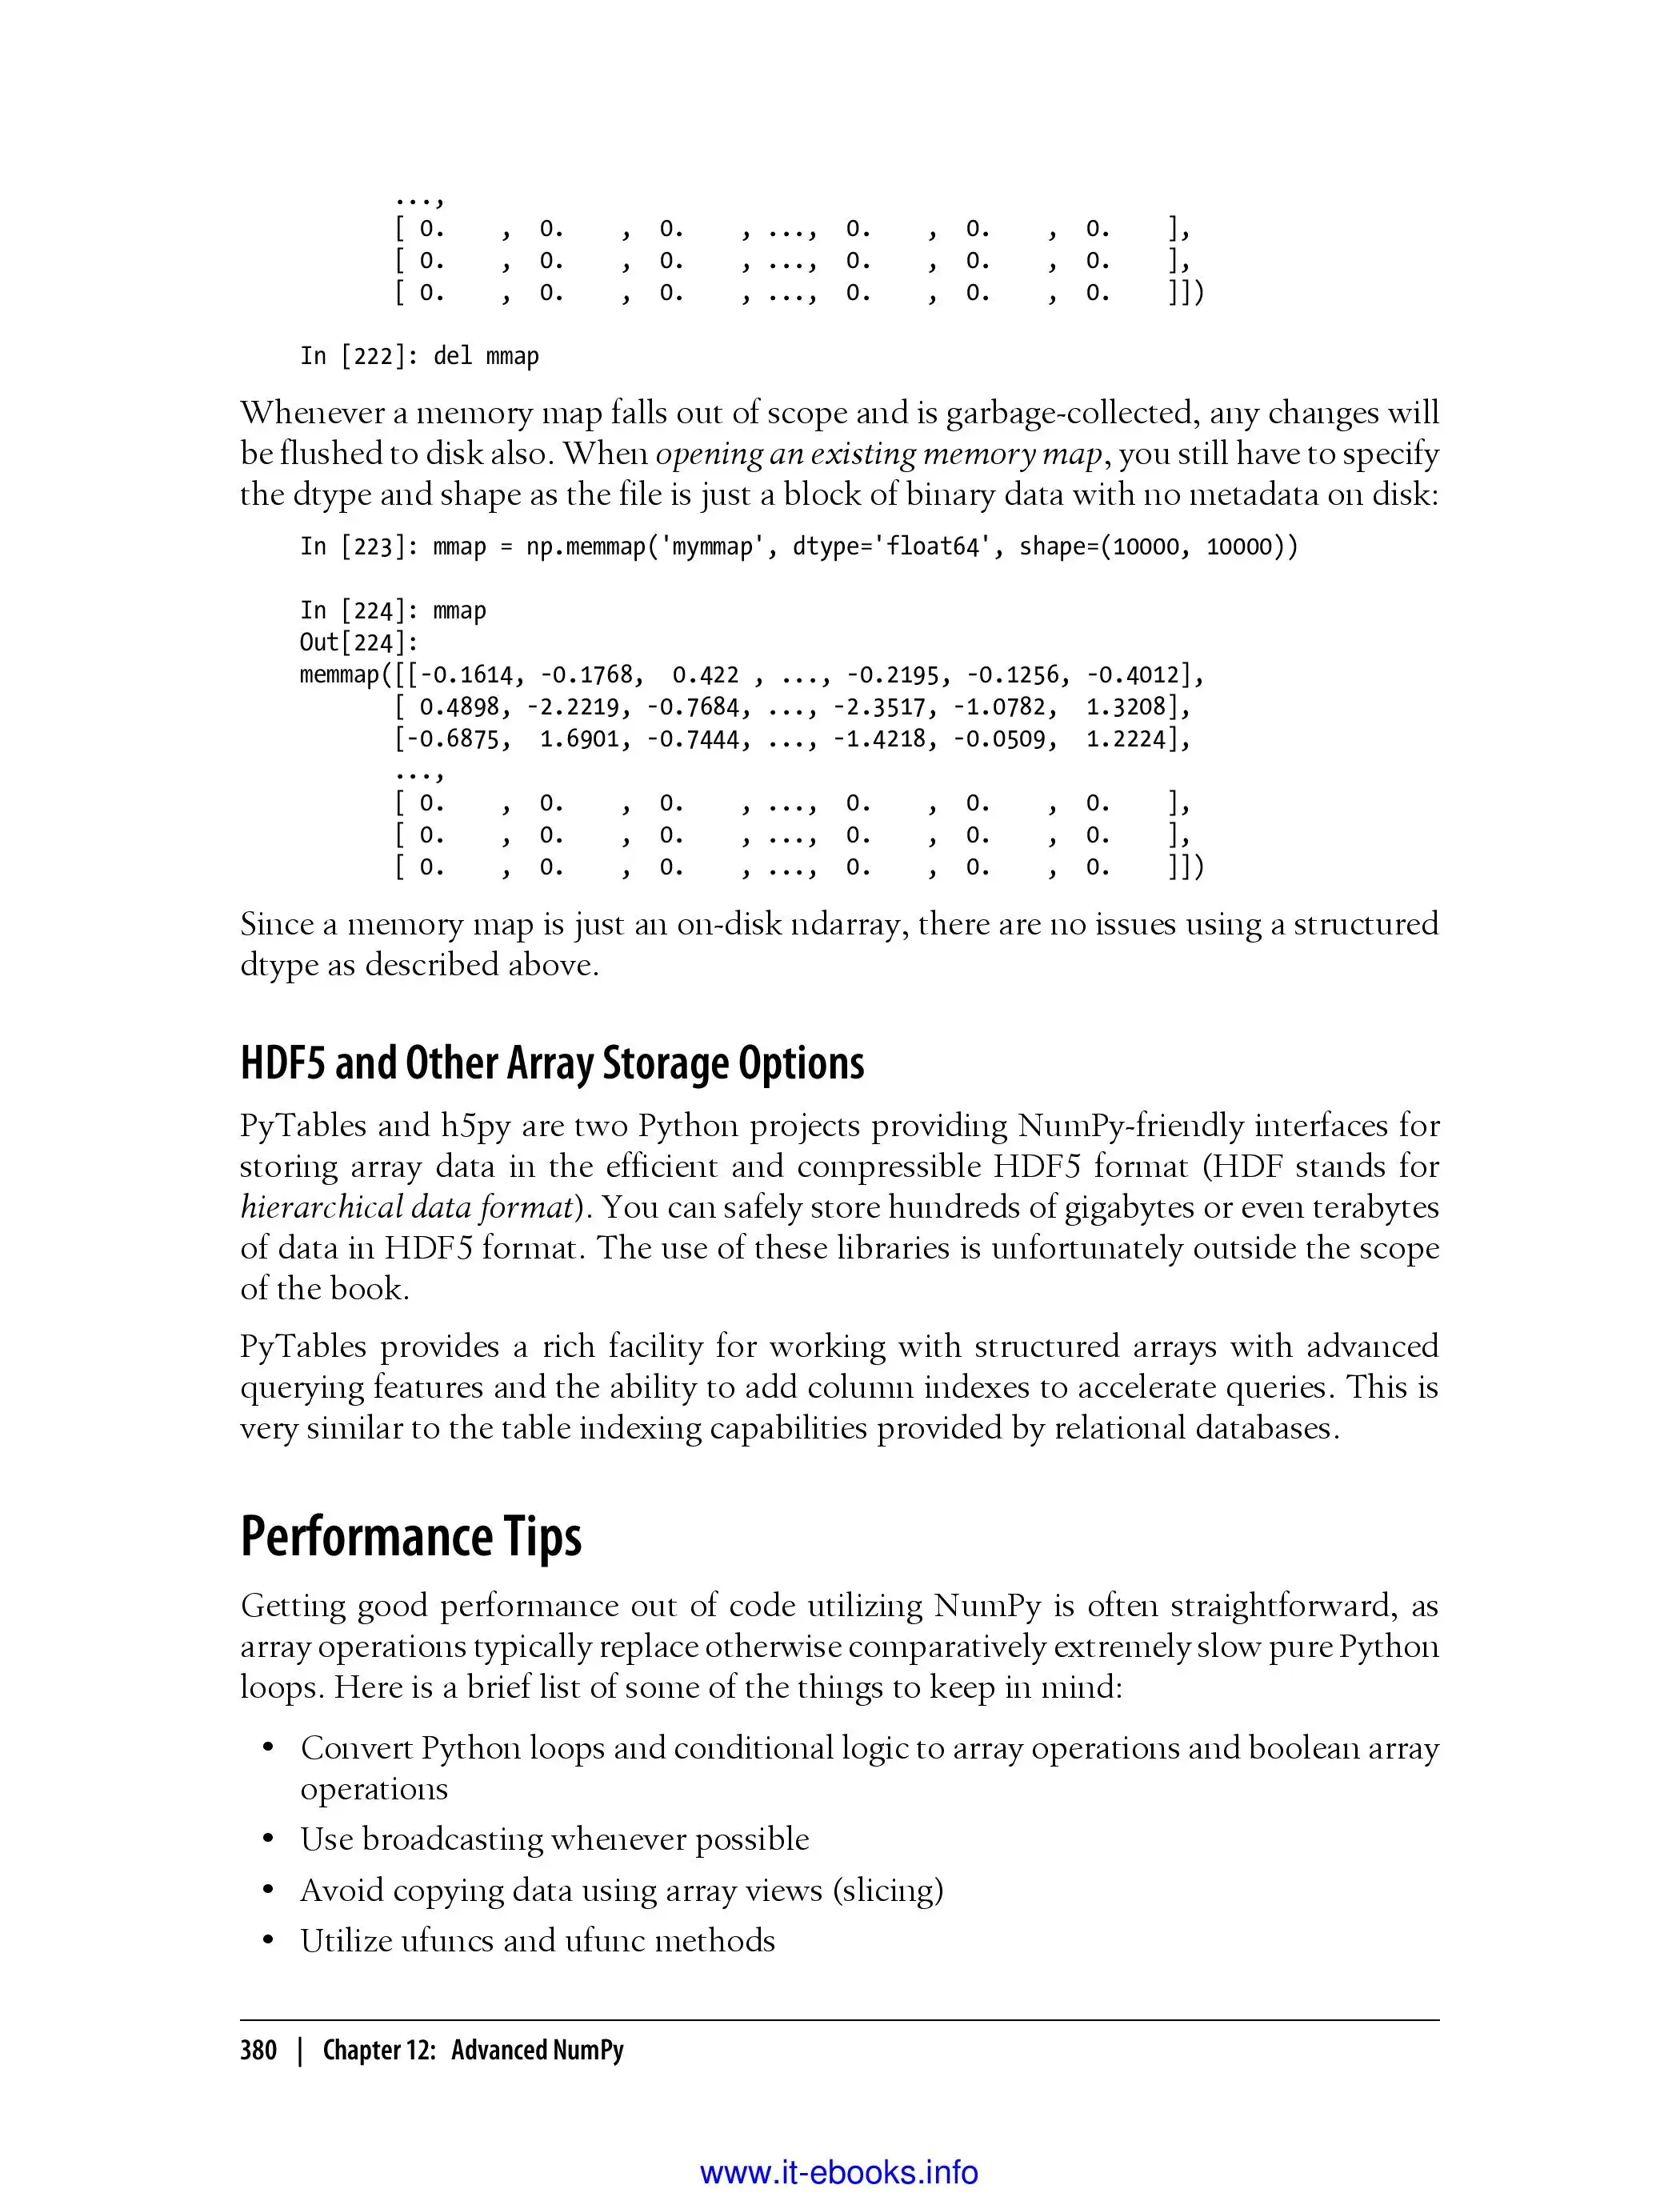 ...,
[ 0.    ,  0.    ,  0.    , ...,  0.    ,  0.    ,  0.    ],
[ 0.    ,  0.    ,  0.    , ...,  0.    ,  0.    ,  0.    ],
[ 0.    ,  0.    ,  0.    , ...,  0.    ,  0.    ,  0.    ]])
In [222]: del mmap
Whenever a memory map falls out of scope and is garbage-collected, any changes will
be flushed to disk also. When opening an existing memory map, you still have to specify
the dtype and shape as the file is just a block of binary data with no metadata on disk:
In [223]: mmap = np.memmap('mymmap', dtype='float64', shape=(10000, 10000))
In [224]: mmap
Out[224]:
memmap([[-0.1614, -0.1768,  0.422 , ..., -0.2195, -0.1256, -0.4012],
[ 0.4898, -2.2219, -0.7684, ..., -2.3517, -1.0782,  1.3208],
[-0.6875,  1.6901, -0.7444, ..., -1.4218, -0.0509,  1.2224],
...,
[ 0.    ,  0.    ,  0.    , ...,  0.    ,  0.    ,  0.    ],
[ 0.    ,  0.    ,  0.    , ...,  0.    ,  0.    ,  0.    ],
[ 0.    ,  0.    ,  0.    , ...,  0.    ,  0.    ,  0.    ]])
Since a memory map is just an on-disk ndarray, there are no issues using a structured
dtype as described above.
HDF5 and Other Array Storage Options
PyTables and h5py are two Python projects providing NumPy-friendly interfaces for
storing array data in the efficient and compressible HDF5 format (HDF stands for
hierarchical data format). You can safely store hundreds of gigabytes or even terabytes
of data in HDF5 format. The use of these libraries is unfortunately outside the scope
of the book.
PyTables provides a rich facility for working with structured arrays with advanced
querying features and the ability to add column indexes to accelerate queries. This is
very similar to the table indexing capabilities provided by relational databases.
Performance Tips
Getting good performance out of code utilizing NumPy is often straightforward, as
array operations typically replace otherwise comparatively extremely slow pure Python
loops. Here is a brief list of some of the things to keep in mind:
• Convert Python loops and conditional logic to array operations and boolean array
operations
• Use broadcasting whenever possible
• Avoid copying data using array views (slicing)
• Utilize ufuncs and ufunc methods
380 | Chapter 12: Advanced NumPy
www.it-ebooks.info